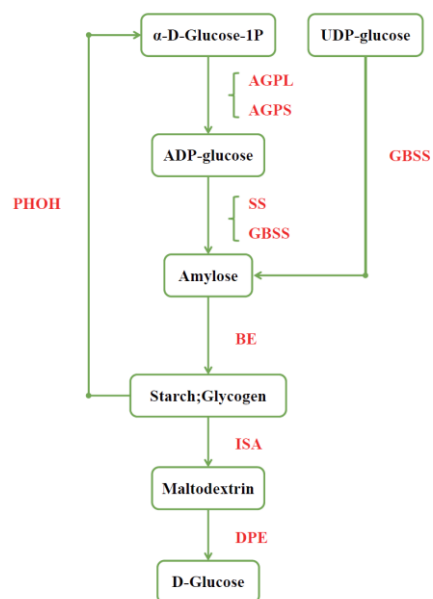 α-D-Glucose-1P
UDP-glucose
AGPL
AGPS
ADP-glucose
GBSS
PHOH
SS
GBSS
Amylose
BE
Starch;Glycogen
ISA
Maltodextrin
DPE
D-Glucose